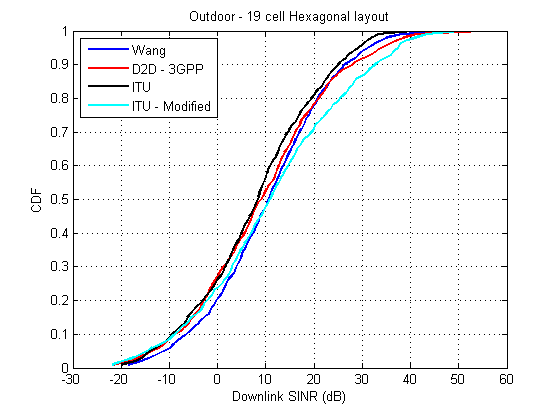 Outdoor - 19 cell Hexagonal layout
1
0.9
0.8
0.7
0.6
0.5
0.4
0.3
0.2
0.1
0
CDF
Wang
D2D - 3GPP
ITU
ITU - Modified
-30 -20 -10 0 10 20 30 40 50 60
Downlink SINR (dB)